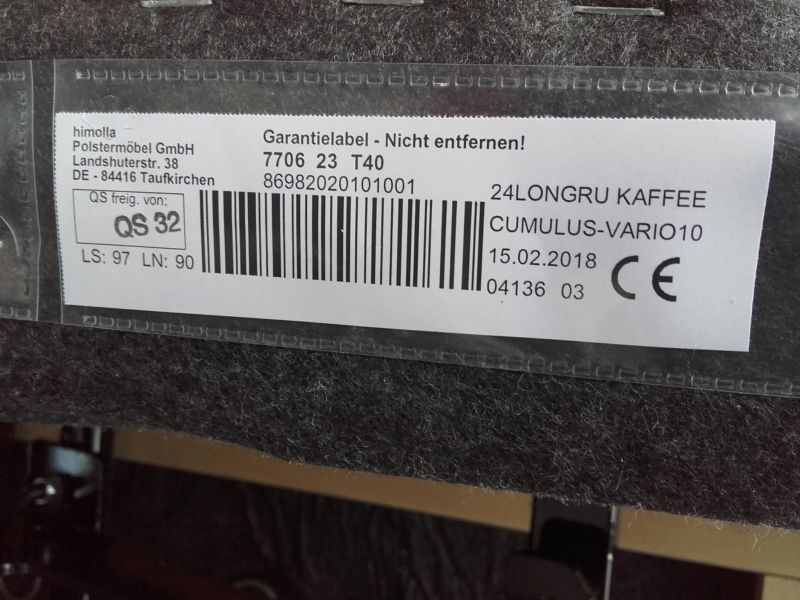 himolla
Polstermöbel GmbH
Landshuterstr. 38
DE - 84416 Taufkirchen
QS freig. von:
QS 32
LS: 97 LN: 90
Garantielabel - Nicht entfernen!
7706 23 T40
86982020101001
24LONGRU KAFFEE
CUMULUS-VARIO10
15.02.2018
04136 03
CE